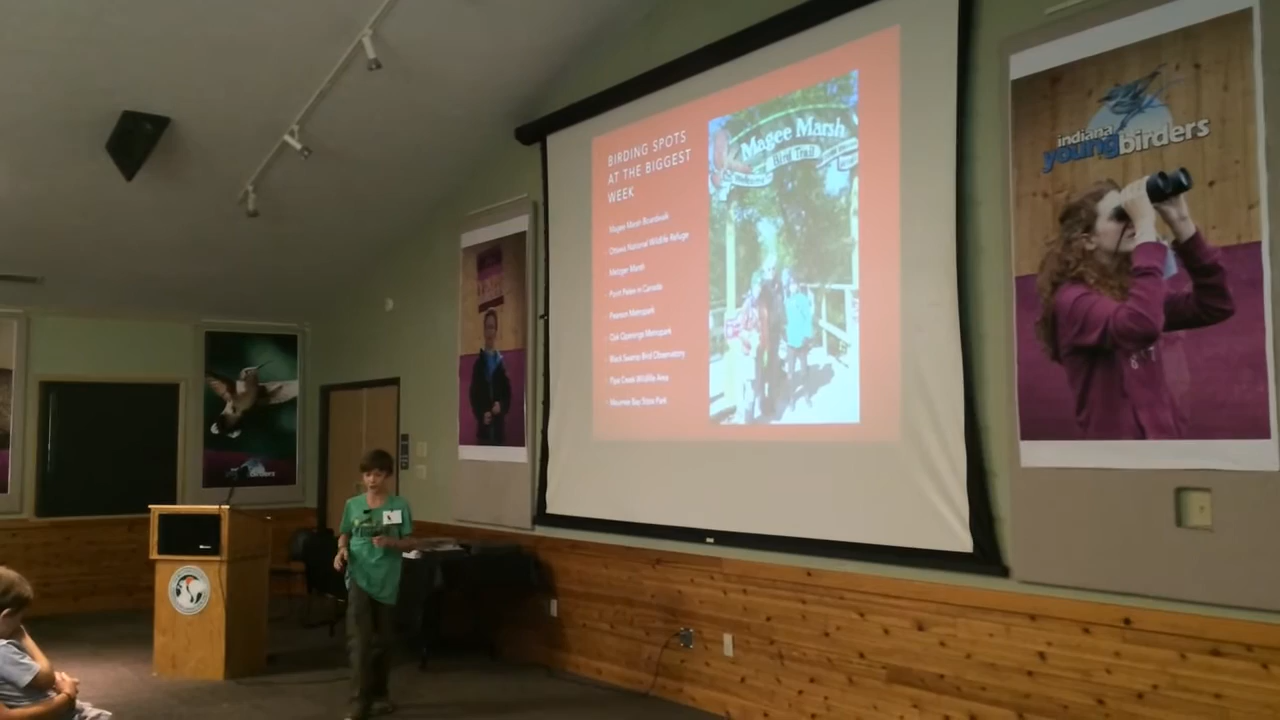 BIRDING SPOTS
AT THE BIGGEST
WEEK
Magee Marsh Boardwalk
Ottawa National Wildlife Refuge
Metzger Marsh
Point Pelee in Canada
Pearson Metropark
Oak Openings Metropark
Black Swamp Bird Observatory
Pipe Creek Wildlife Area
Maumee Bay State Park
Magee Marsh
Bird Trail
indiana
youngbirders